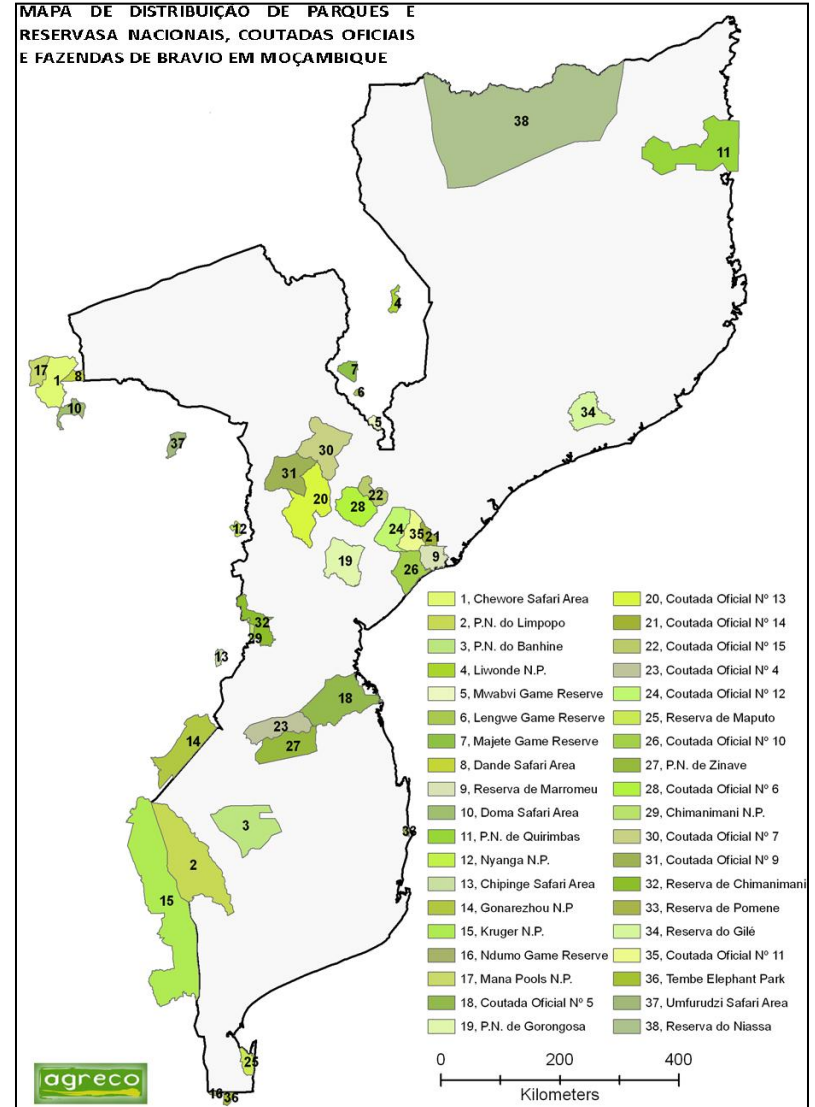 MAPA DE DISTRIBUIÇÃO DE PARQUES E
RESERVASA NACIONAIS, COUTADAS OFICIAIS
E FAZENDAS DE BRAVIO EM MOÇAMBIQUE
38
11
4
17
1
8
7
6
10
5
34
37
30
31
20
22
28
12
24
35
21
19
9
26
32
29
13
18
23
27
14
3
33
2
15
25
16
36
1, Chewore Safari Area
2, P.N. do Limpopo
3, P.N. do Banhine
4, Liwonde N.P.
5, Mwabvi Game Reserve
6, Lengwe Game Reserve
7, Majete Game Reserve
8, Dande Safari Area
9, Reserva de Marromeu
10, Doma Safari Area
11, P.N. de Quirimbas
12, Nyanga N.P.
13, Chipinge Safari Area
14, Gonarezhou N.P
15, Kruger N.P.
16, Ndumo Game Reserve
17, Mana Pools N.P.
18, Coutada Oficial Nº 5
19, P.N. de Gorongosa
20, Coutada Oficial Nº 13
21, Coutada Oficial Nº 14
22, Coutada Oficial Nº 15
23, Coutada Oficial Nº 4
24, Coutada Oficial Nº 12
25, Reserva de Maputo
26, Coutada Oficial Nº 10
27, P.N. de Zinave
28, Coutada Oficial Nº 6
29, Chimanimani N.P.
30, Coutada Oficial Nº 7
31, Coutada Oficial Nº 9
32, Reserva de Chimanimani
33, Reserva de Pomene
34, Reserva do Gilé
35, Coutada Oficial Nº 11
36, Tembe Elephant Park
37, Umfurudzi Safari Area
38, Reserva do Niassa
0 200 400
Kilometers
agreco